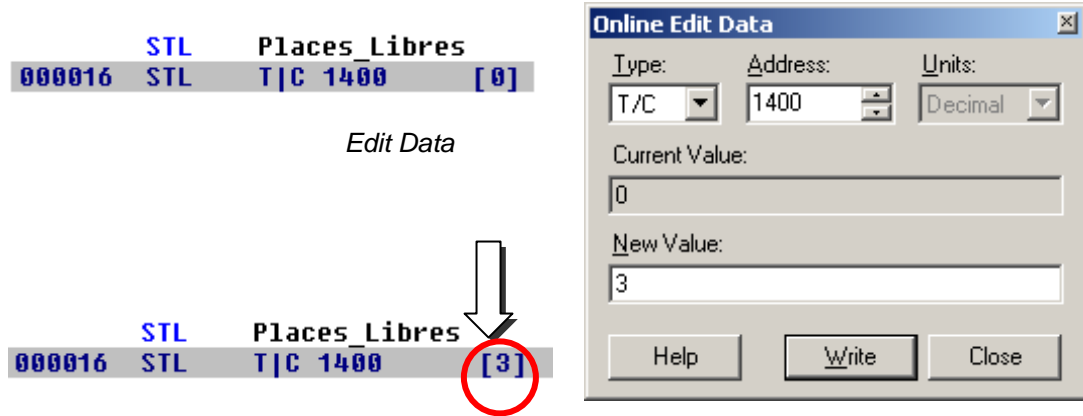 STL Places_Libres
000016 STL T|C 1400 [0]
Edit Data
STL Places_Libres
000016 STL T|C 1400 [3]
Online Edit Data
Type: Address: Units:
T/C 1400 Decimal
Current Value:
0
New Value:
3
Help Write Close